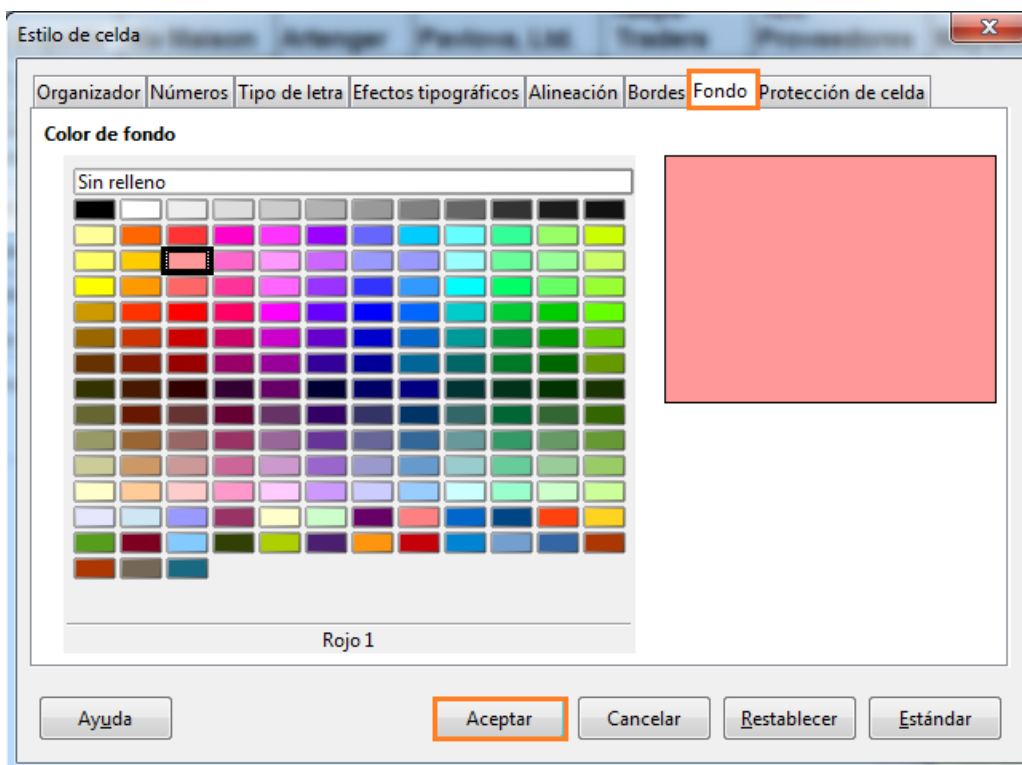 Estilo de celda
Organizador Números Tipo de letra Efectos tipográficos Alineación Bordes Fondo Protección de celda
Color de fondo
Sin relleno
Rojo 1
Ayuda Aceptar Cancelar Restablecer Estándar